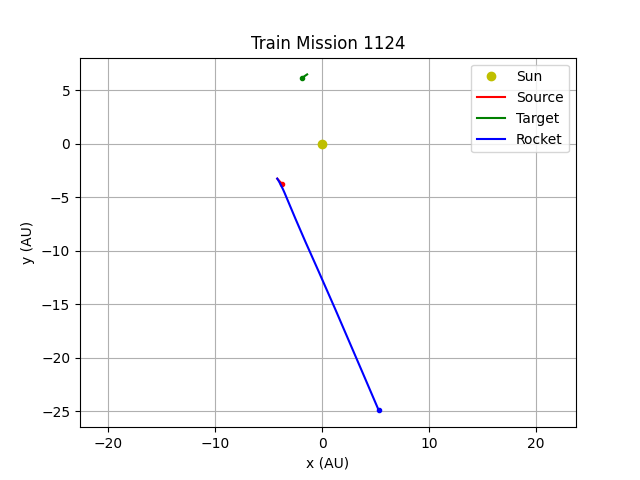 Train Mission 1124
Sun
Source
Target
Rocket
5
0
−5
−10
−15
−20
−25
y (AU)
−20 −10 0 10 20
x (AU)